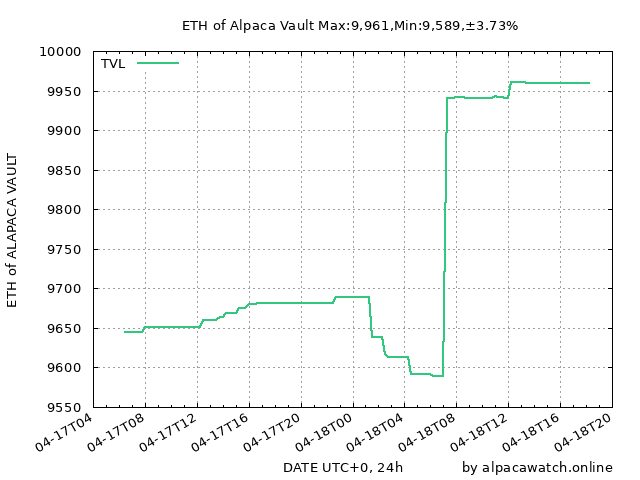 ETH of Alpaca Vault Max:9,961,Min:9,589,±3.73%
TVL
10000
9950
9900
9850
9800
9750
9700
9650
9600
9550
ETH of ALAPACA VAULT
04-17T04
04-17T08
04-17T12
04-17T16
04-17T20
04-18T00
04-18T04
04-18T08
04-18T12
04-18T16
04-18T20
DATE UTC+0, 24h
by alpacawatch.online